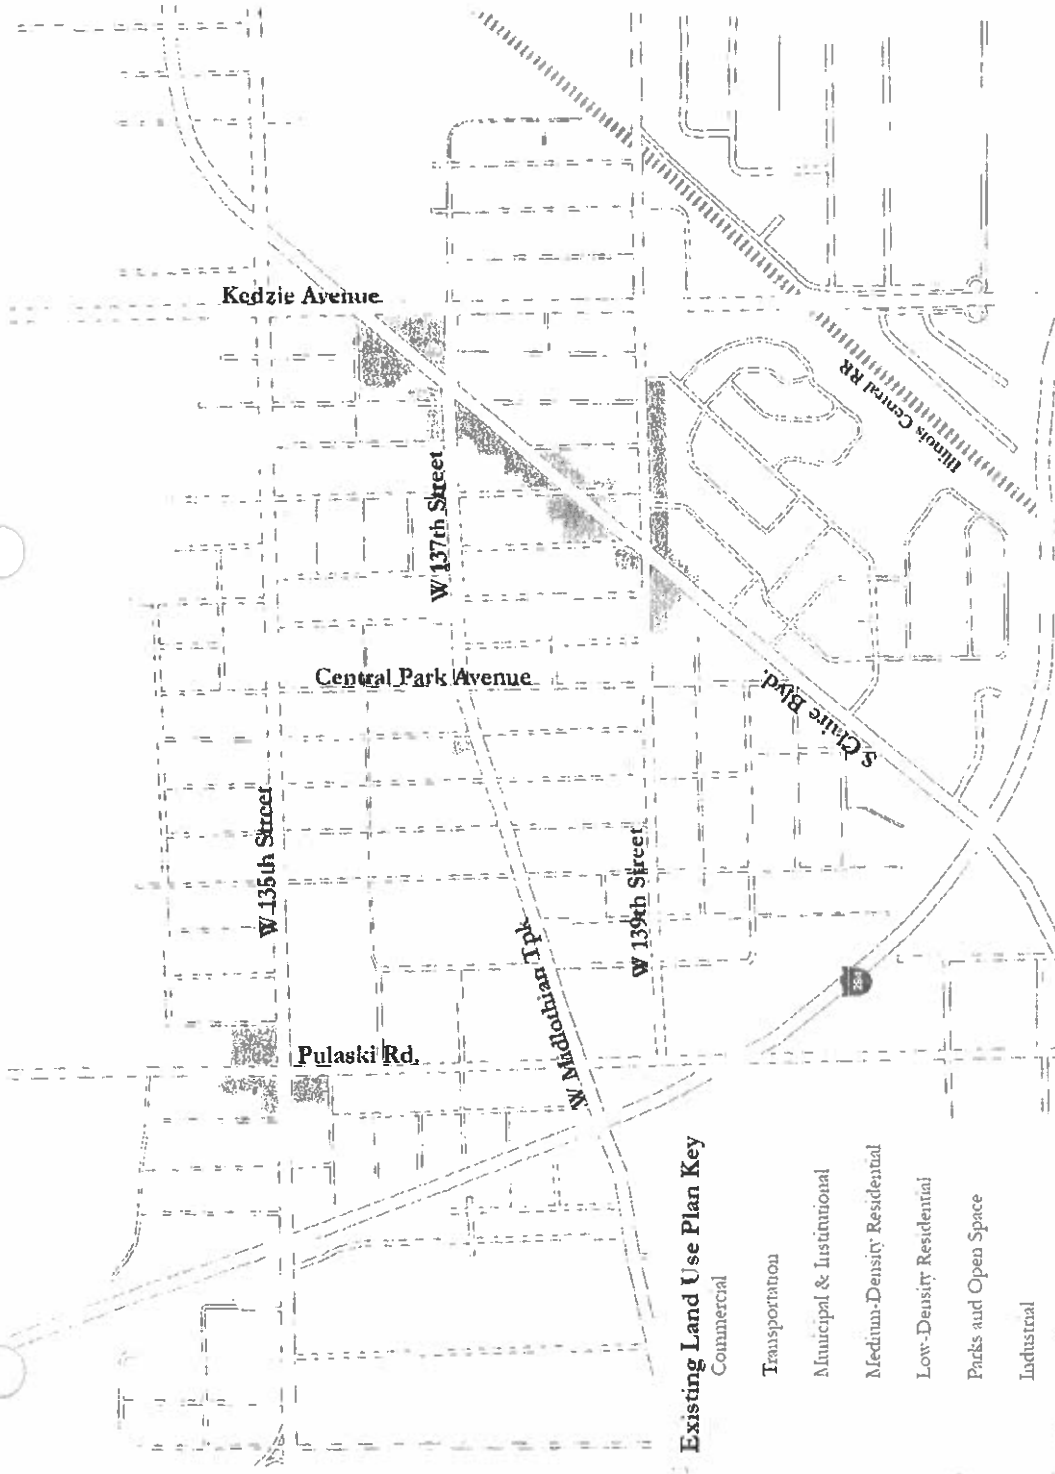 Kedzie Avenue
W 137th Street
Illinois Central RR
Central Park Avenue
S. Claire Blvd.
W 135th Street
W 139th Street
W Midlothian Tpk
Pulaski Rd.
294
Existing Land Use Plan Key
Commercial
Transportation
Municipal & Institutional
Medium-Density Residential
Low-Density Residential
Parks and Open Space
Industrial